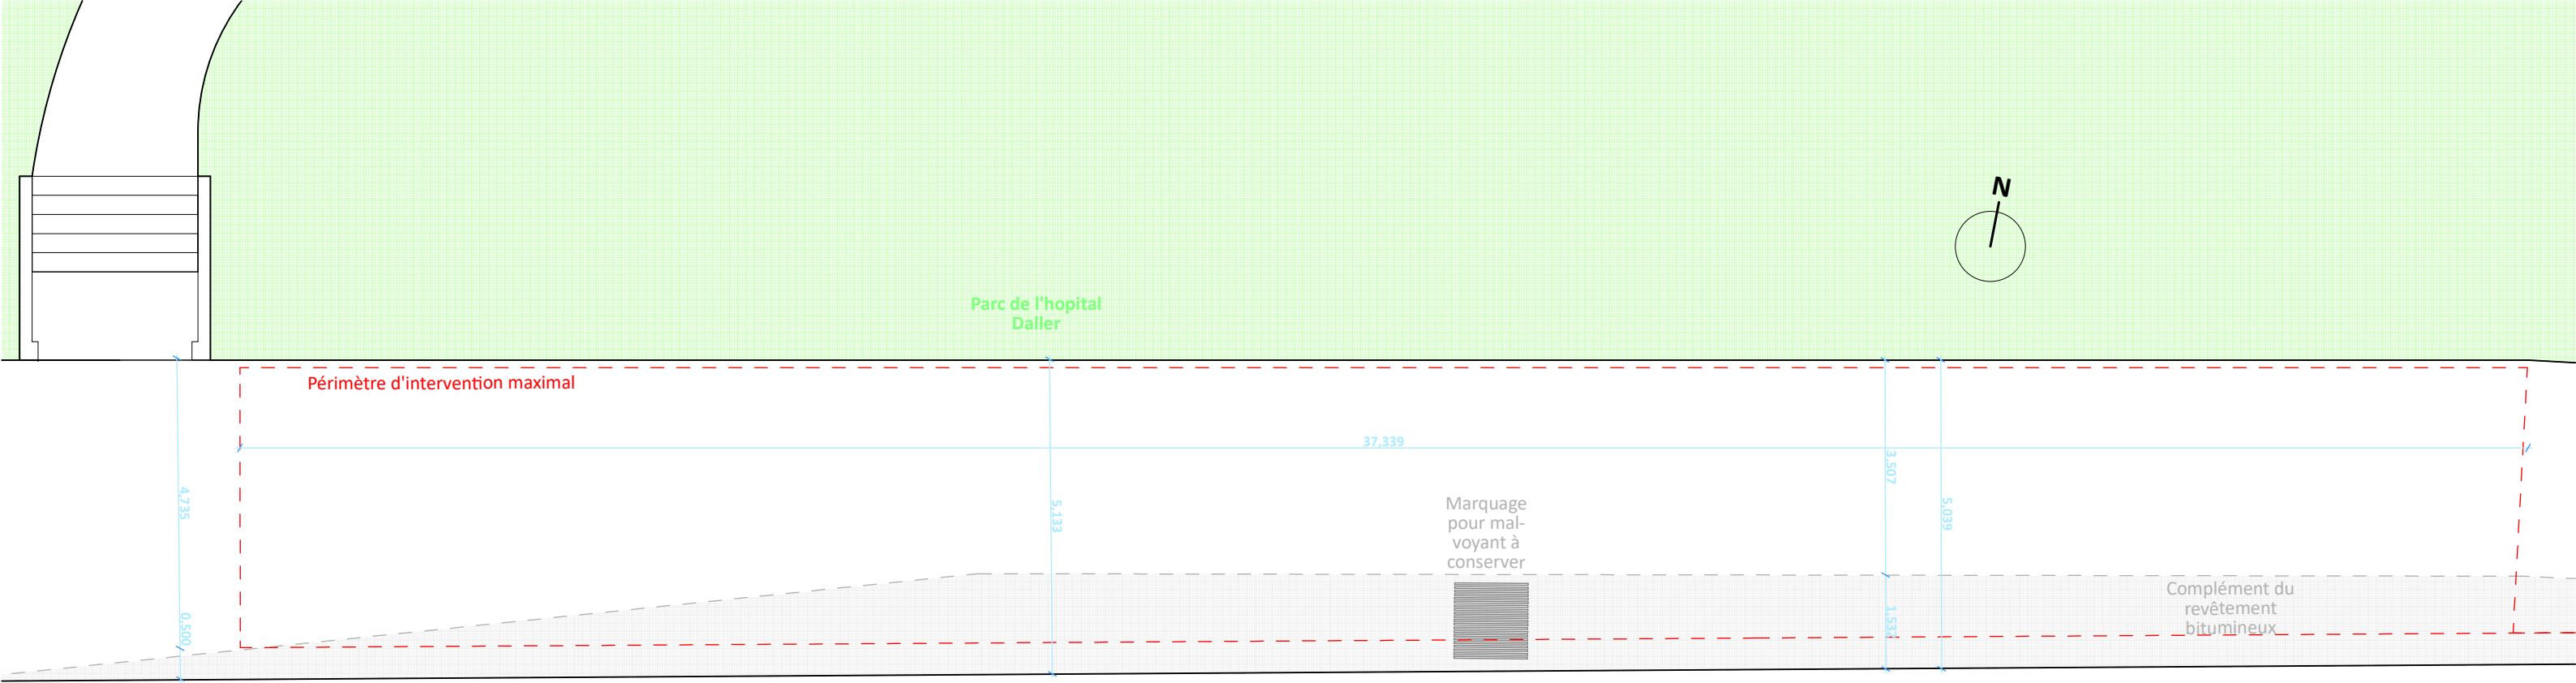 N
Parc de l'hopital
Daller
Périmètre d'intervention maximal
37,339
3,507
4,735
5,133
5,039
Marquage
pour mal-
voyant à
conserver
Complément du
revêtement
bitumineux
0,500